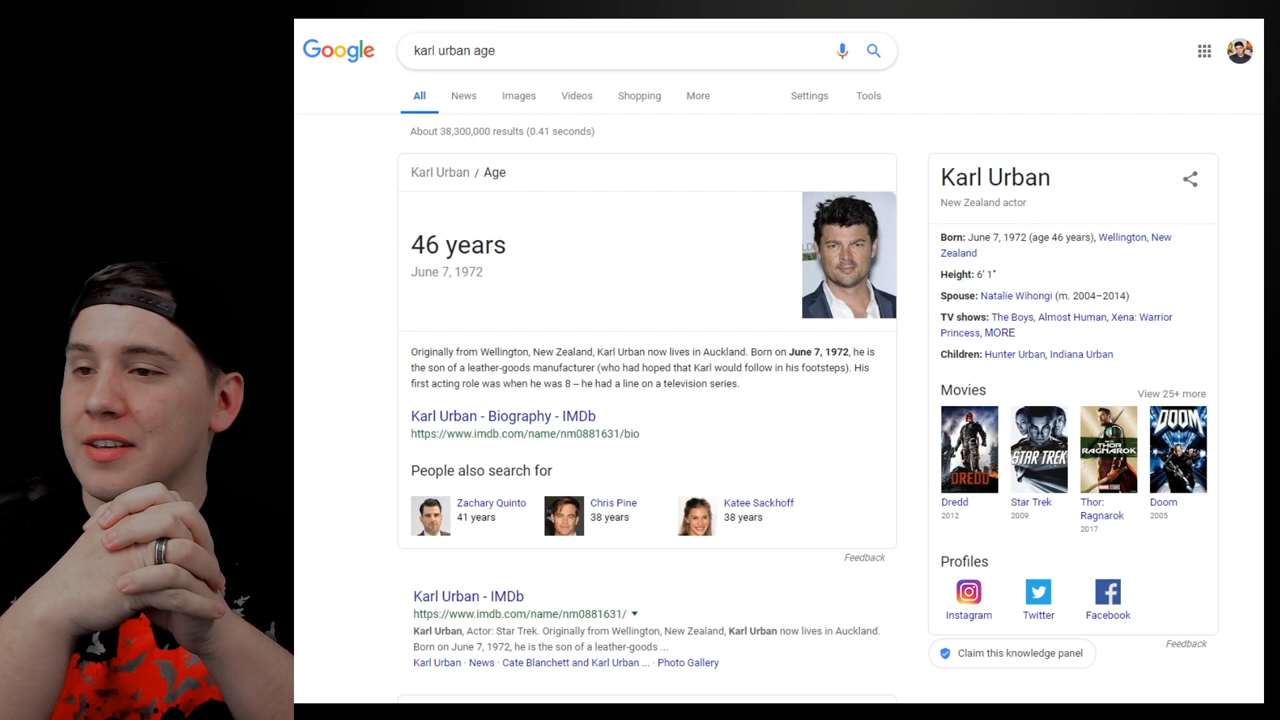 Google
karl urban age
All
News
Images
Videos
Shopping
More
Settings
Tools
About 38,300,000 results (0.41 seconds)
Karl Urban / Age
46 years
June 7, 1972
Originally from Wellington, New Zealand, Karl Urban now lives in Auckland. Born on June 7, 1972, he is
the son of a leather-goods manufacturer (who had hoped that Karl would follow in his footsteps). His
first acting role was when he was 8 – he had a line on a television series.
Karl Urban - Biography - IMDb
https://www.imdb.com/name/nm0881631/bio
People also search for
Zachary Quinto
41 years
Chris Pine
38 years
Katee Sackhoff
38 years
Feedback
Karl Urban - IMDb
https://www.imdb.com/name/nm0881631/
Karl Urban, Actor: Star Trek. Originally from Wellington, New Zealand, Karl Urban now lives in Auckland.
Born on June 7, 1972, he is the son of a leather-goods ...
Karl Urban · News · Cate Blanchett and Karl Urban ... · Photo Gallery
Karl Urban
New Zealand actor
Born: June 7, 1972 (age 46 years), Wellington, New
Zealand
Height: 6′ 1″
Spouse: Natalie Wihongi (m. 2004–2014)
TV shows: The Boys, Almost Human, Xena: Warrior
Princess, MORE
Children: Hunter Urban, Indiana Urban
Movies
View 25+ more
DREDD
STAR TREK
THOR
RAGNAROK
DOOM
Dredd
2012
Star Trek
2009
Thor:
Ragnarok
2017
Doom
2005
Profiles
Instagram
Twitter
Facebook
Feedback
Claim this knowledge panel